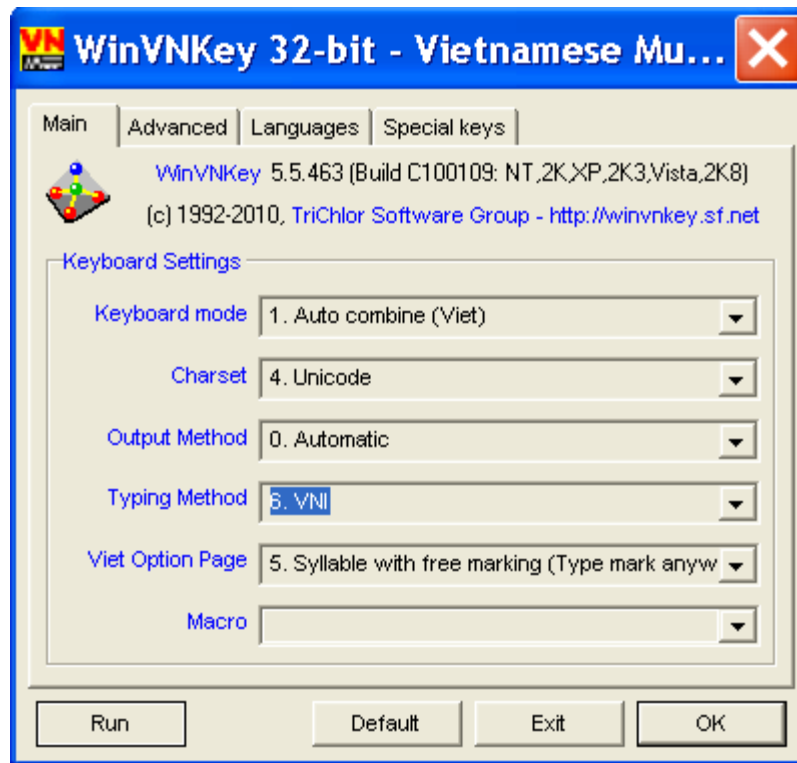 VN
WinVNKey 32-bit - Vietnamese Mu...
Main Advanced Languages Special keys
WinVNKey 5.5.463 (Build C100109: NT,2K,XP,2K3,Vista,2K8)
(c) 1992-2010, TriChlor Software Group - http://winvnkey.sf.net
Keyboard Settings
Keyboard mode 1. Auto combine (Viet)
Charset 4. Unicode
Output Method 0. Automatic
Typing Method 6. VNI
Viet Option Page 5. Syllable with free marking (Type mark anyw
Macro
Run Default Exit OK